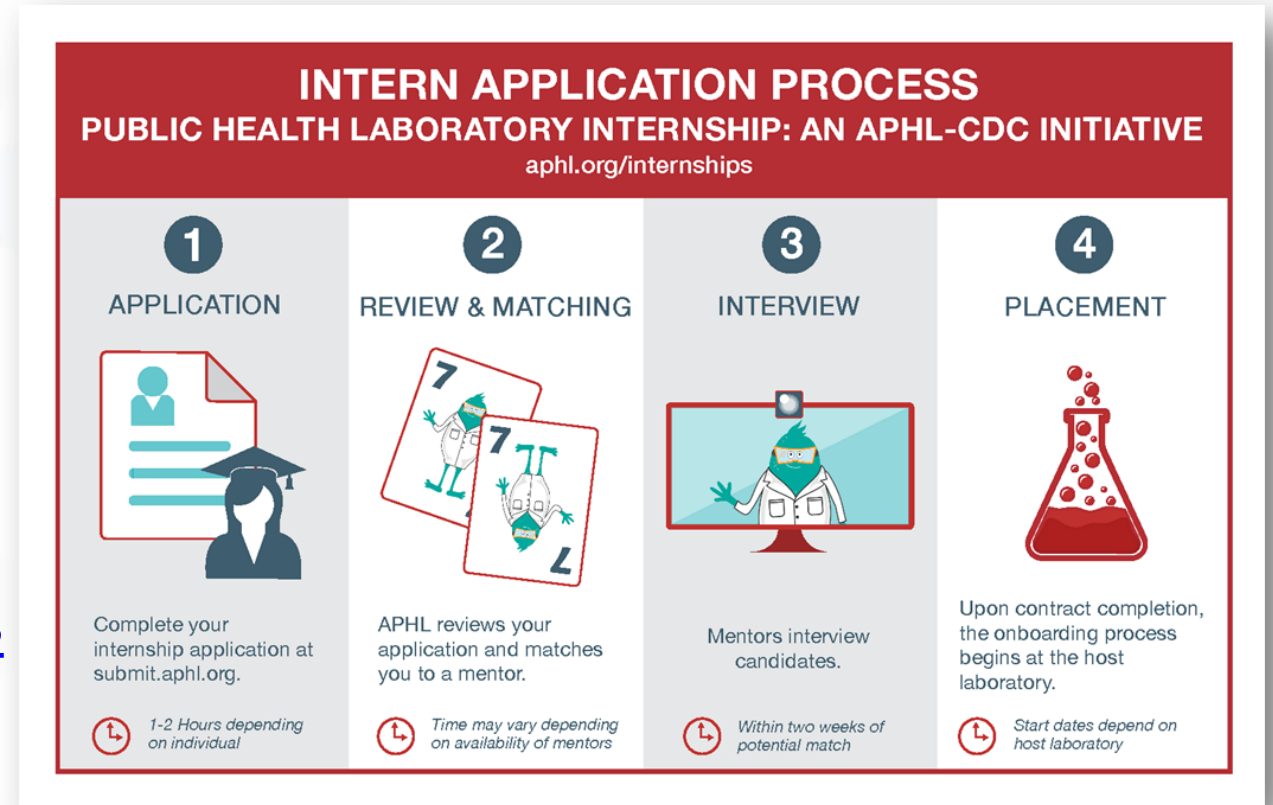 INTERN APPLICATION PROCESS
PUBLIC HEALTH LABORATORY INTERNSHIP: AN APHL-CDC INITIATIVE
aphl.org/internships
1
APPLICATION
Complete your
internship application at
submit.aphl.org.
1-2 Hours depending
on individual
2
REVIEW & MATCHING
7
7
7
APHL reviews your
application and matches
you to a mentor.
Time may vary depending
on availability of mentors
3
INTERVIEW
Mentors interview
candidates.
Within two weeks of
potential match
4
PLACEMENT
Upon contract completion,
the onboarding process
begins at the host
laboratory.
Start dates depend on
host laboratory